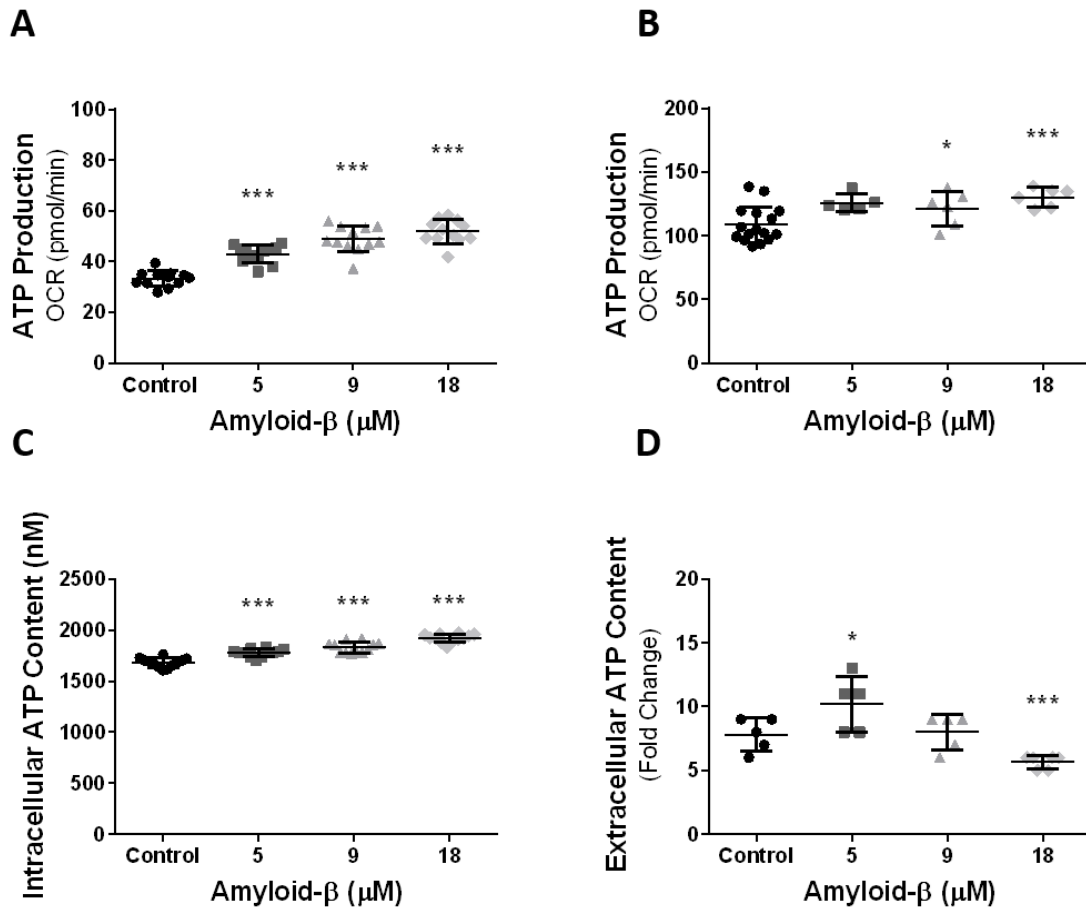 A
ATP Production
OCR (pmol/min)
100
80
60
40
20
0
***
***
***
Control
5
9
18
Amyloid-β (μM)
B
ATP Production
OCR (pmol/min)
200
150
100
50
0
*
***
Control
5
9
18
Amyloid-β (μM)
C
Intracellular ATP Content (nM)
2500
2000
1500
1000
500
0
***
***
***
Control
5
9
18
Amyloid-β (μM)
D
Extracellular ATP Content
(Fold Change)
20
15
10
5
0
*
***
Control
5
9
18
Amyloid-β (μM)